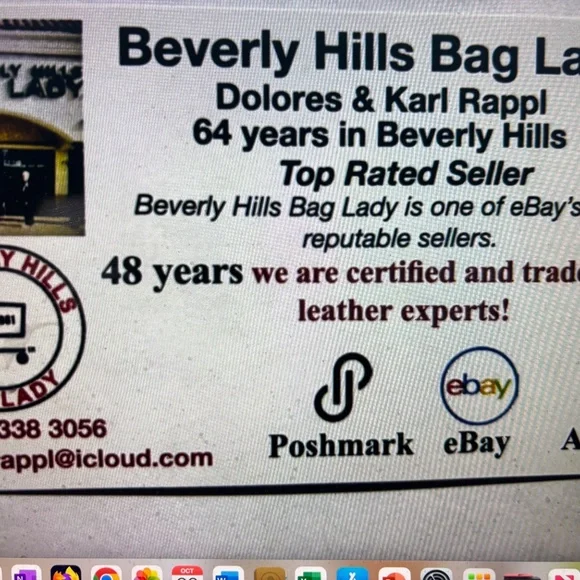 Beverly Hills Bag La
Dolores & Karl Rappl
64 years in Beverly Hills
Top Rated Seller
Beverly Hills Bag Lady is one of eBay's
reputable sellers.
48 years we are certified and trade
leather experts!
LADY
Y HILLS
LADY
338 3056
appl@icloud.com
ebay
Poshmark eBay A
OCT